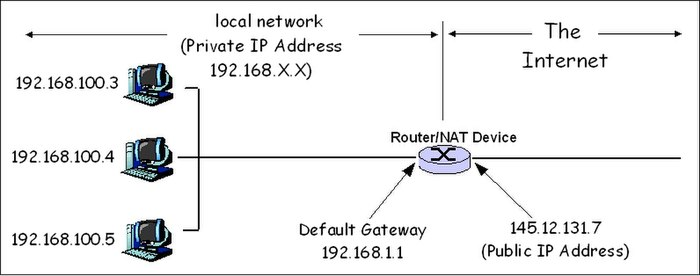 local network
(Private IP Address
192.168.X.X)
The
Internet
192.168.100.3
192.168.100.4
192.168.100.5
Router/NAT Device
Default Gateway
192.168.1.1
145.12.131.7
(Public IP Address)